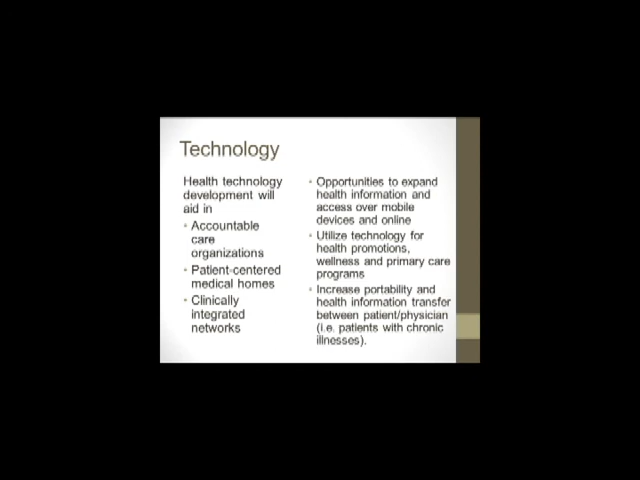 Technology
Health technology
development will
aid in
• Accountable
care
organizations
• Patient-centered
medical homes
• Clinically
integrated
networks
• Opportunities to expand
health information and
access over mobile
devices and online
• Utilize technology for
health promotions,
wellness and primary care
programs
• Increase portability and
health information transfer
between patient/physician
(i.e. patients with chronic
illnesses).